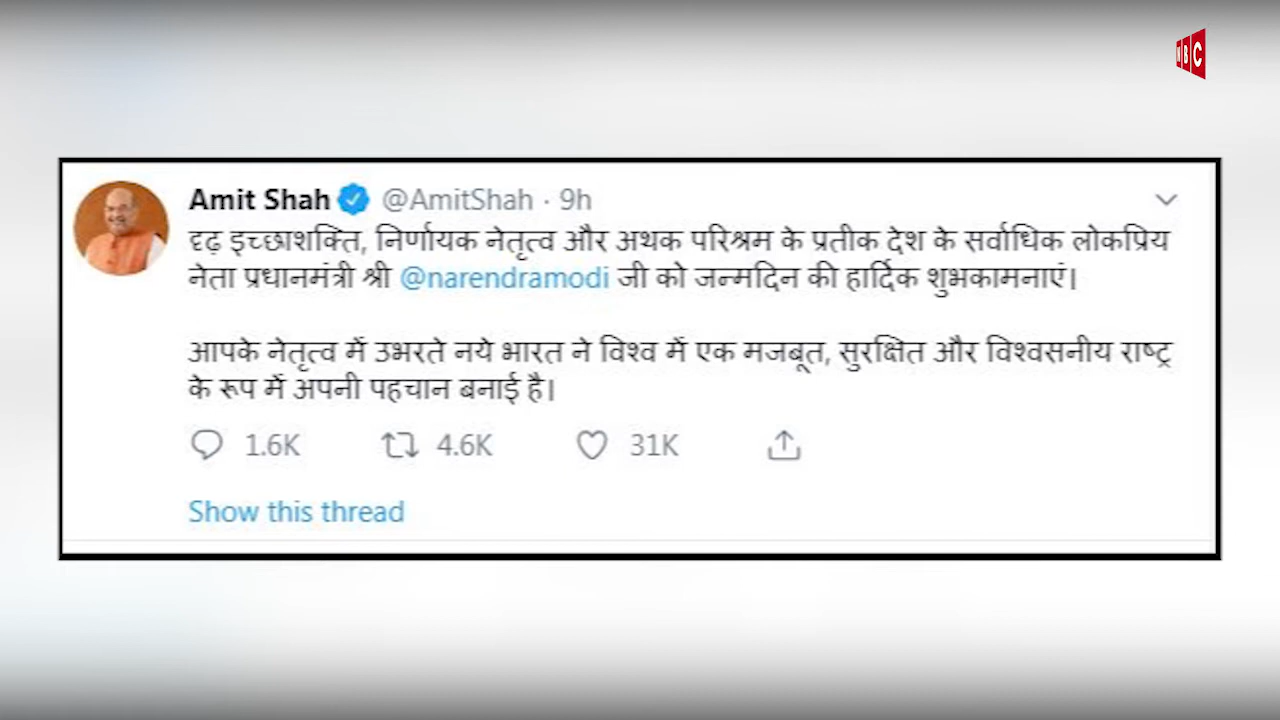 NBC
Amit Shah @AmitShah · 9h
दृढ़ इच्छाशक्ति, निर्णायक नेतृत्व और अथक परिश्रम के प्रतीक देश के सर्वाधिक लोकप्रिय
नेता प्रधानमंत्री श्री @narendramodi जी को जन्मदिन की हार्दिक शुभकामनाएं।
आपके नेतृत्व में उभरते नये भारत ने विश्व में एक मजबूत, सुरक्षित और विश्वसनीय राष्ट्र
के रूप में अपनी पहचान बनाई है।
1.6K 4.6K 31K
Show this thread